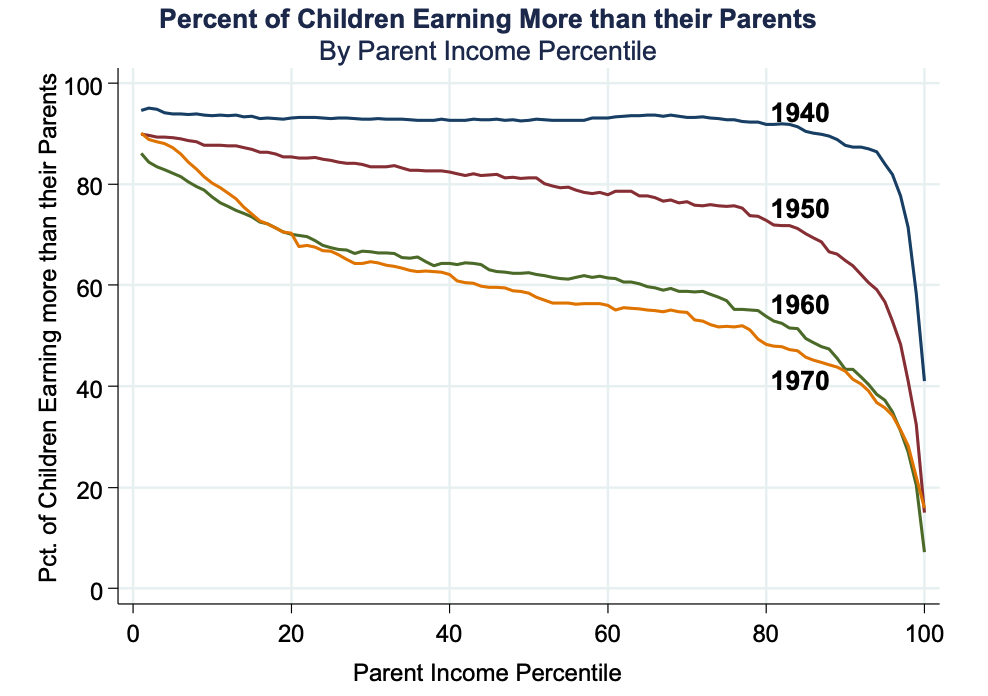 Percent of Children Earning More than their Parents
By Parent Income Percentile
Pct. of Children Earning more than their Parents
100
80
60
40
20
0
1940
1950
1960
1970
0 20 40 60 80 100
Parent Income Percentile